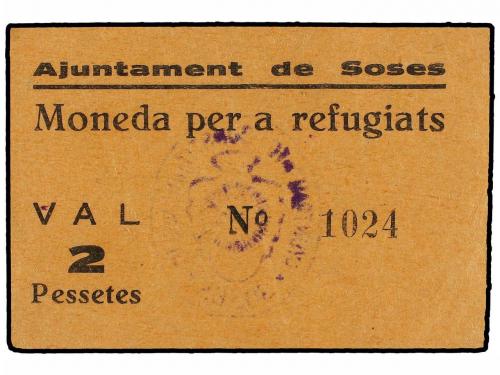 Ajuntament de Soses
Moneda per a refugiats
VAL Nº 1024
2
Pessetes